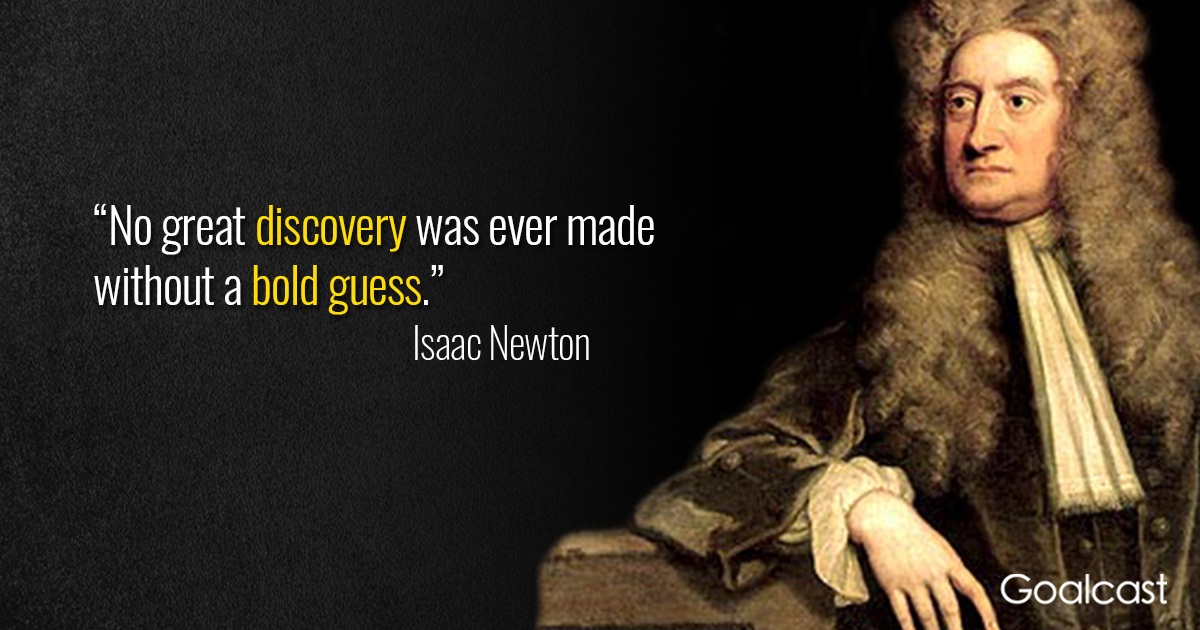 “No great discovery was ever made
without a bold guess.”
Isaac Newton
Goalcast